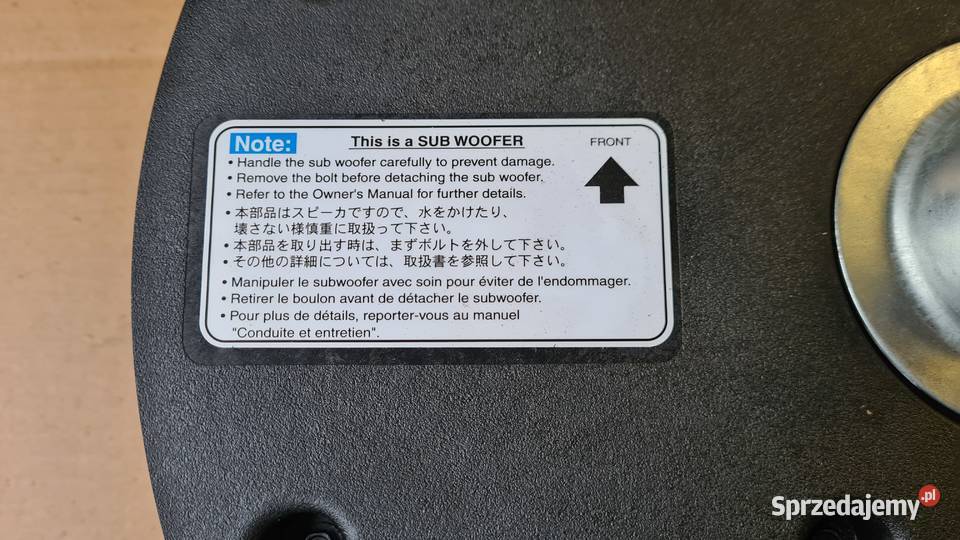 Note: This is a SUB WOOFER
FRONT
• Handle the sub woofer carefully to prevent damage.
• Remove the bolt before detaching the sub woofer.
• Refer to the Owner's Manual for further details.
• 本部品はスピーカですので、水をかけたり、
壊さない様慎重に取扱って下さい。
• 本部品を取り出す時は、まずボルトを外して下さい。
• その他の詳細については、取扱書を参照して下さい。
• Manipuler le subwoofer avec soin pour éviter de l'endommager.
• Retirer le boulon avant de détacher le subwoofer.
• Pour plus de détails, reporter-vous au manuel
"Conduite et entretien".
Sprzedajemy.pl